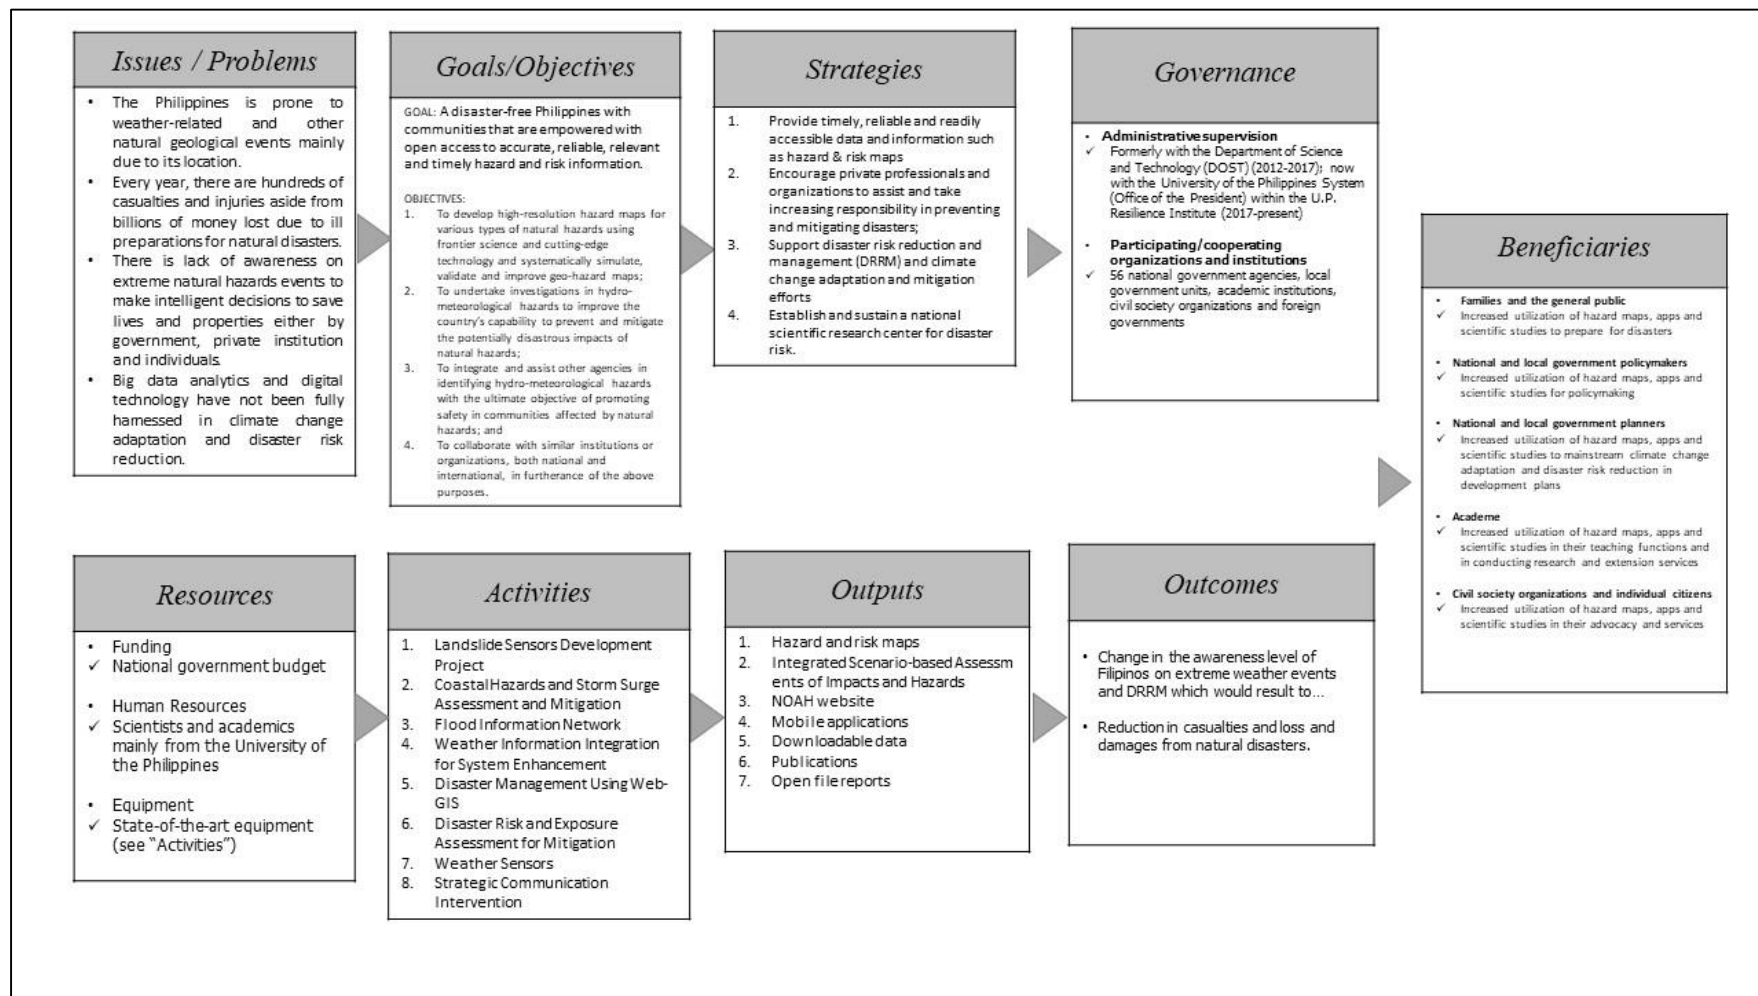 Issues / Problems
• The Philippines is prone to
weather-related and other
natural geological events mainly
due to its location.
• Every year, there are hundreds of
casualties and injuries aside from
billions of money lost due to ill
preparations for natural disasters.
• There is lack of awareness on
extreme natural hazards events to
make intelligent decisions to save
lives and properties either by
government, private institution
and individuals.
• Big data analytics and digital
technology have not been fully
harnessed in climate change
adaptation and disaster risk
reduction.
Goals/Objectives
GOAL: A disaster-free Philippines with
communities that are empowered with
open access to accurate, reliable, relevant
and timely hazard and risk information.
OBJECTIVES:
1. To develop high-resolution hazard maps for
various types of natural hazards using
frontier science and cutting-edge
technology and systematically simulate,
validate and improve geo-hazard maps;
2. To undertake investigations in hydro-
meteorological hazards to improve the
country's capability to prevent and mitigate
the potentially disastrous impacts of
natural hazards;
3. To integrate and assist other agencies in
identifying hydro-meteorological hazards
with the ultimate objective of promoting
safety in communities affected by natural
hazards; and
4. To collaborate with similar institutions or
organizations, both national and
international, in furtherance of the above
purposes.
Strategies
1. Provide timely, reliable and readily
accessible data and information such
as hazard & risk maps
2. Encourage private professionals and
organizations to assist and take
increasing responsibility in preventing
and mitigating disasters;
3. Support disaster risk reduction and
management (DRRM) and climate
change adaptation and mitigation
efforts
4. Establish and sustain a national
scientific research center for disaster
risk.
Governance
• Administrative supervision
✓ Formerly with the Department of Science
and Technology (DOST) (2012-2017); now
with the University of the Philippines System
(Office of the President) within the U.P.
Resilience Institute (2017-present)
• Participating/cooperating
organizations and institutions
✓ 56 national government agencies, local
government units, academic institutions,
civil society organizations and foreign
governments
Beneficiaries
• Families and the general public
✓ Increased utilization of hazard maps, apps and
scientific studies to prepare for disasters
• National and local government policymakers
✓ Increased utilization of hazard maps, apps and
scientific studies for policymaking
• National and local government planners
✓ Increased utilization of hazard maps, apps and
scientific studies to mainstream climate change
adaptation and disaster risk reduction in
development plans
• Academe
✓ Increased utilization of hazard maps, apps and
scientific studies in their teaching functions and
in conducting research and extension services
• Civil society organizations and individual citizens
✓ Increased utilization of hazard maps, apps and
scientific studies in their advocacy and services
Resources
• Funding
✓ National government budget
• Human Resources
✓ Scientists and academics
mainly from the University of
the Philippines
• Equipment
✓ State-of-the-art equipment
(see "Activities")
Activities
1. Landslide Sensors Development
Project
2. Coastal Hazards and Storm Surge
Assessment and Mitigation
3. Flood Information Network
4. Weather Information Integration
for System Enhancement
5. Disaster Management Using Web-
GIS
6. Disaster Risk and Exposure
Assessment for Mitigation
7. Weather Sensors
8. Strategic Communication
Intervention
Outputs
1. Hazard and risk maps
2. Integrated Scenario-based Assessm
ents of Impacts and Hazards
3. NOAH website
4. Mobile applications
5. Downloadable data
6. Publications
7. Open file reports
Outcomes
• Change in the awareness level of
Filipinos on extreme weather events
and DRRM which would result to...
• Reduction in casualties and loss and
damages from natural disasters.